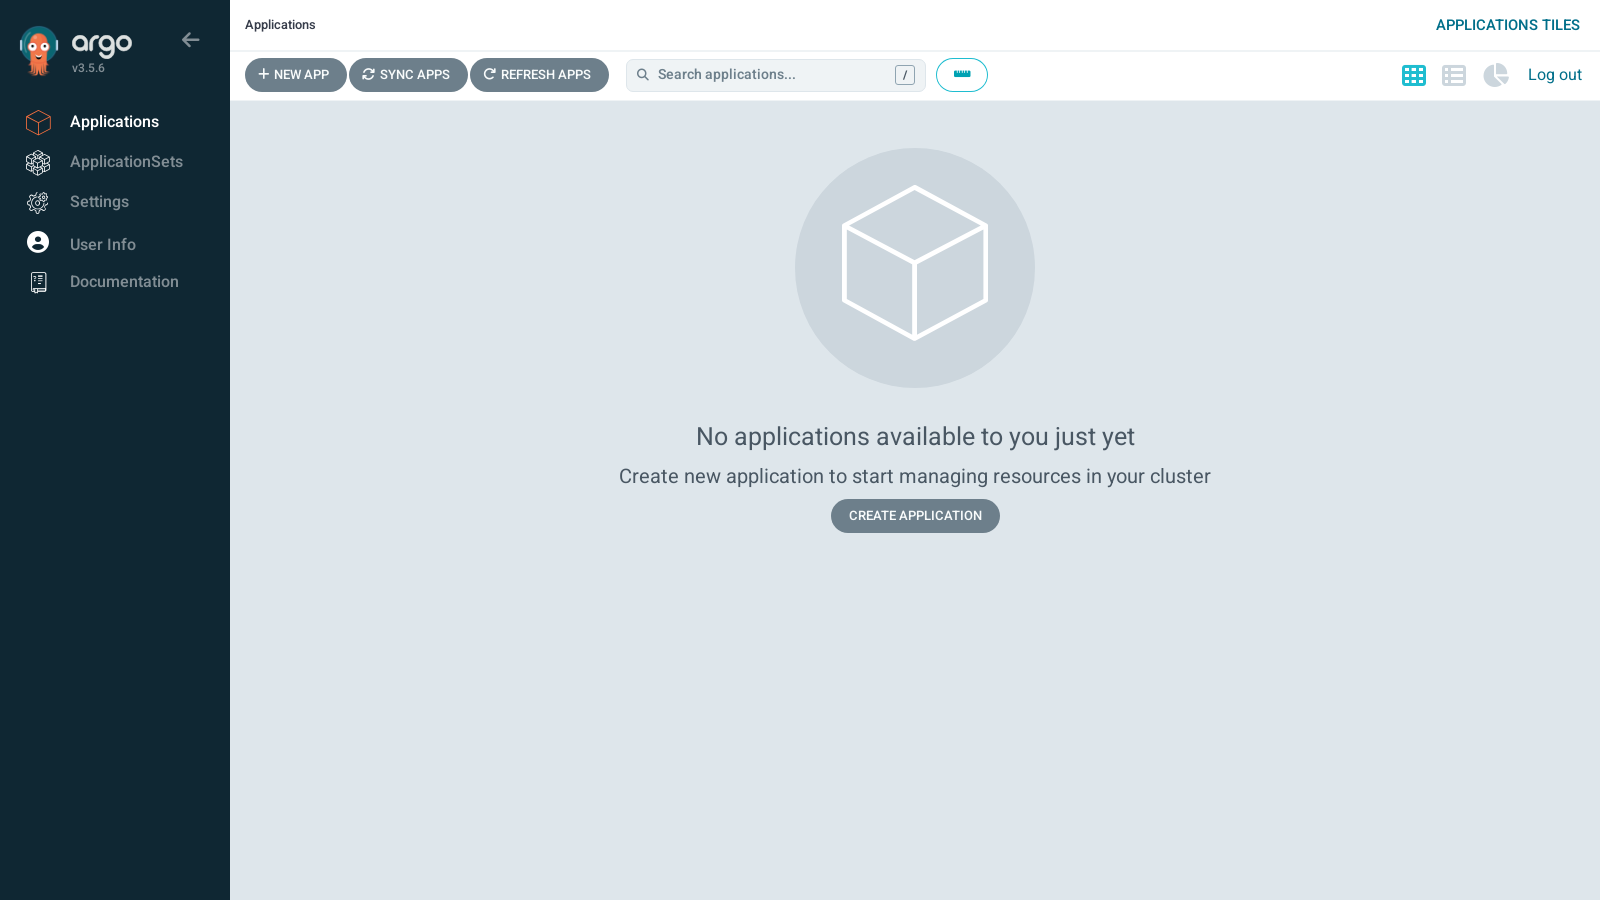 argo
v3.5.6
Applications
ApplicationSets
Settings
User Info
Documentation
Applications
APPLICATIONS TILES
NEW APP
SYNC APPS
REFRESH APPS
Search applications...
/
Log out
No applications available to you just yet
Create new application to start managing resources in your cluster
CREATE APPLICATION